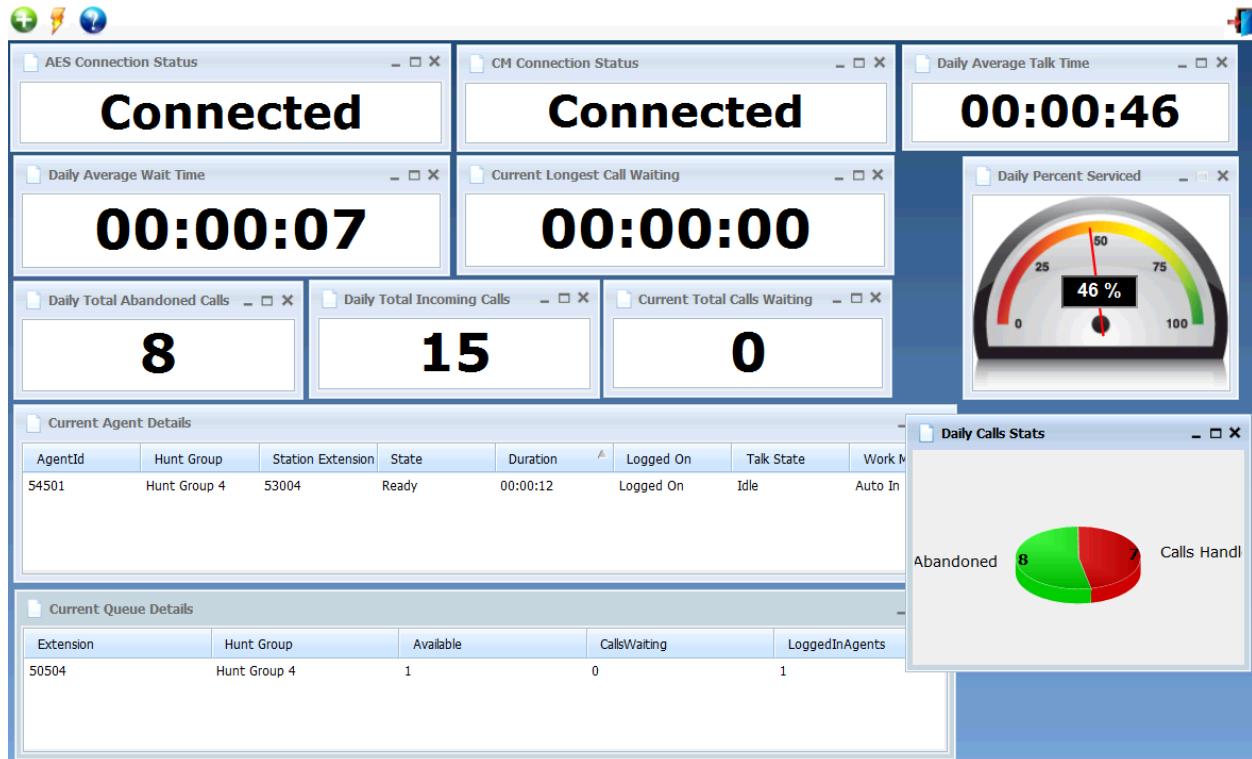 AES Connection Status
Connected
CM Connection Status
Connected
Daily Average Talk Time
00:00:46
Daily Average Wait Time
00:00:07
Current Longest Call Waiting
00:00:00
Daily Percent Serviced
0 25 50 75 100
46 %
Daily Total Abandoned Calls
8
Daily Total Incoming Calls
15
Current Total Calls Waiting
0
Current Agent Details
AgentId Hunt Group Station Extension State Duration Logged On Talk State Work M
54501 Hunt Group 4 53004 Ready 00:00:12 Logged On Idle Auto In
Daily Calls Stats
Abandoned 8 7 Calls Handl
Current Queue Details
Extension Hunt Group Available CallsWaiting LoggedInAgents
50504 Hunt Group 4 1 0 1